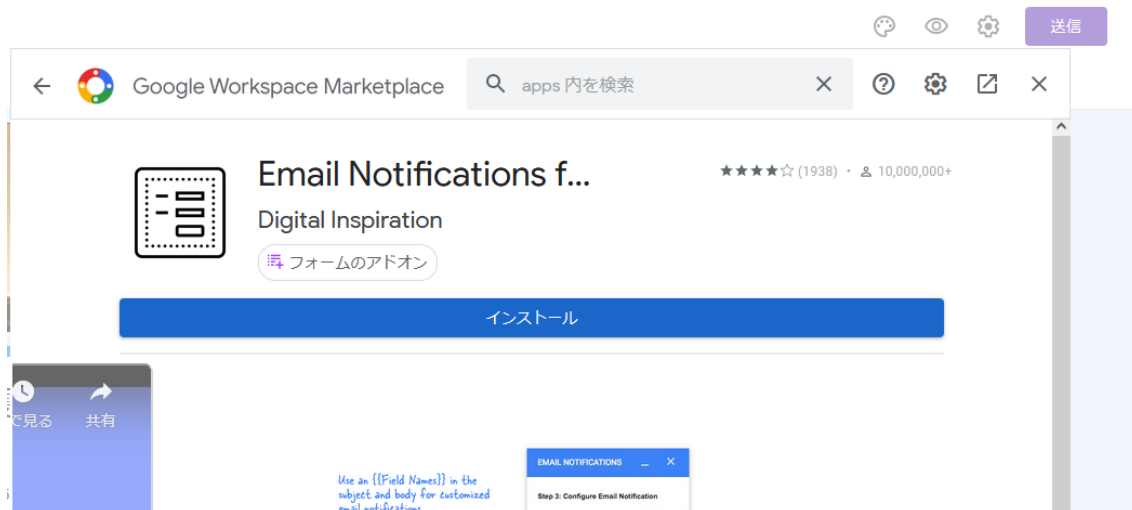 送信
Google Workspace Marketplace
apps 内を検索
Email Notifications f...
(1938)
10,000,000+
Digital Inspiration
フォームのアドオン
インストール
で見る
共有
EMAIL NOTIFICATIONS
Use an {{Field Names}} in the
subject and body for customized
email notifications
Step 3: Configure Email Notification